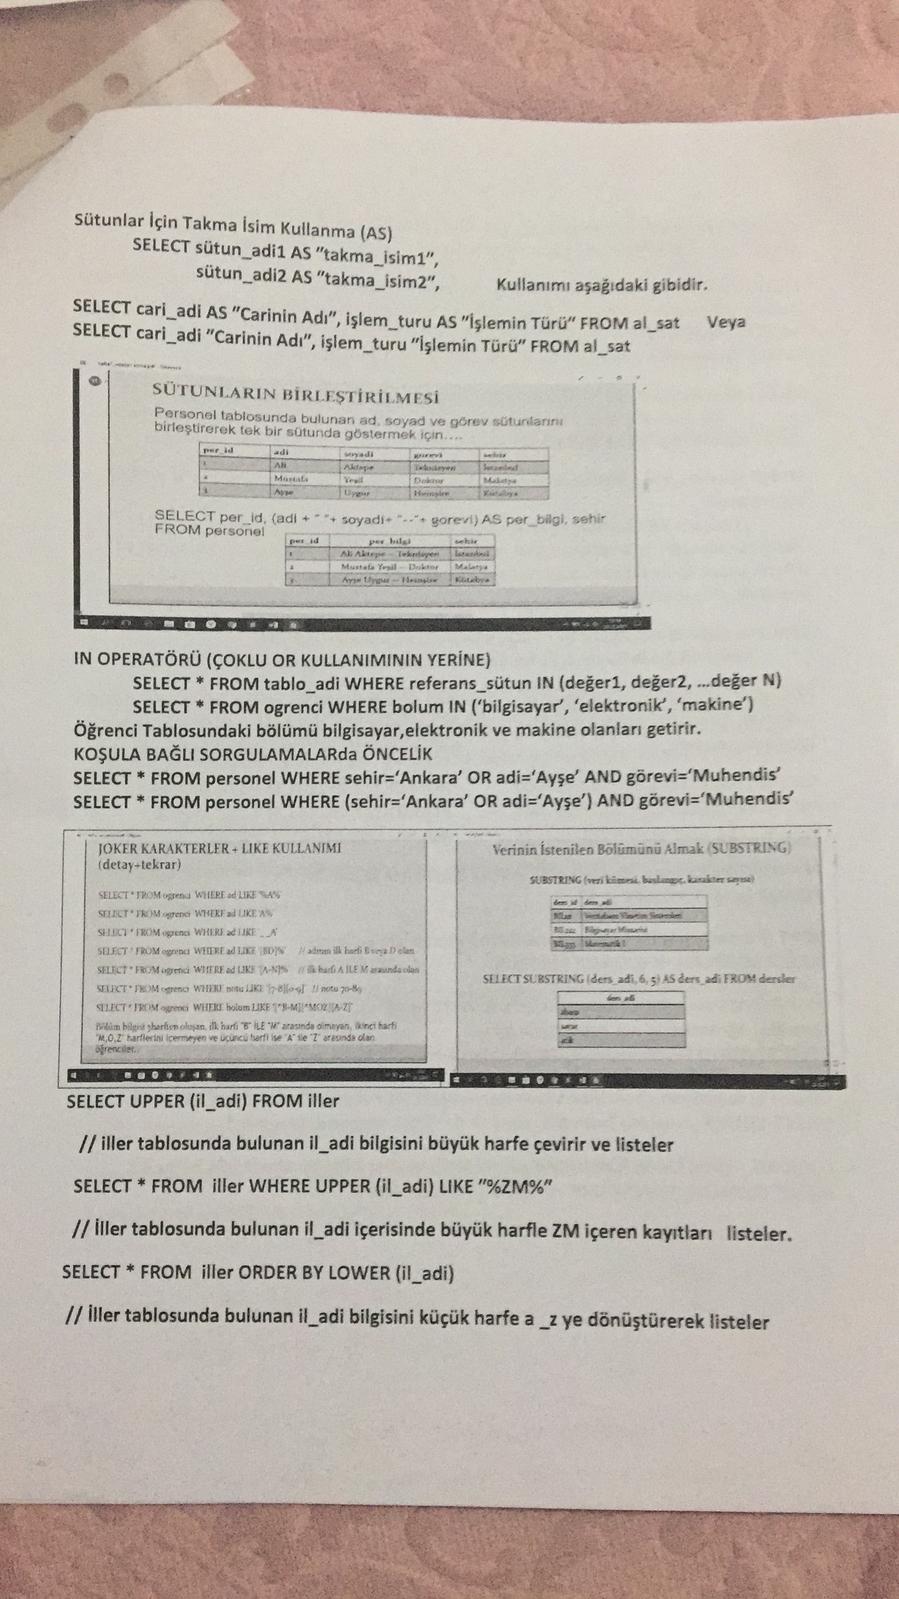 Sütunlar İçin Takma İsim Kullanma (AS)
SELECT sütun_adi1 AS "takma_isim1",
sütun_adi2 AS "takma_isim2", Kullanımı aşağıdaki gibidir.
SELECT cari_adi AS "Carinin Adı", işlem_turu AS "İşlemin Türü" FROM al_sat Veya
SELECT cari_adi "Carinin Adı", işlem_turu "İşlemin Türü" FROM al_sat
SÜTUNLARIN BİRLEŞTİRİLMESİ
Personel tablosunda bulunan ad, soyad ve görev sütunlarını
birleştirerek tek bir sütunda göstermek için....
per_id adi soyadi gorevi sehir
1 Ali Aktepe Teknisyen İstanbul
2 Mustafa Yeşil Doktor Malatya
3 Ayşe Uygur Hemşire Kütahya
SELECT per_id, (adi + " "+ soyadi+ "--"+ gorevi) AS per_bilgi, sehir
FROM personel
per_id per_bilgi sehir
1 Ali Aktepe -- Teknisyen İstanbul
2 Mustafa Yeşil -- Doktor Malatya
3 Ayşe Uygur -- Hemşire Kütahya
IN OPERATÖRÜ (ÇOKLU OR KULLANIMININ YERİNE)
SELECT * FROM tablo_adi WHERE referans_sütun IN (değer1, değer2, ...değer N)
SELECT * FROM ogrenci WHERE bolum IN ('bilgisayar', 'elektronik', 'makine')
Öğrenci Tablosundaki bölümü bilgisayar,elektronik ve makine olanları getirir.
KOŞULA BAĞLI SORGULAMALARda ÖNCELİK
SELECT * FROM personel WHERE sehir='Ankara' OR adi='Ayşe' AND görevi='Muhendis'
SELECT * FROM personel WHERE (sehir='Ankara' OR adi='Ayşe') AND görevi='Muhendis'
JOKER KARAKTERLER + LIKE KULLANIMI
(detay+tekrar)
SELECT * FROM ogrenci WHERE ad LIKE '%A%
SELECT * FROM ogrenci WHERE ad LIKE 'A%
SELECT * FROM ogrenci WHERE ad LIKE '__A'
SELECT * FROM ogrenci WHERE ad LIKE '[BD]% // adının ilk harfi B veya D olan
SELECT * FROM ogrenci WHERE ad LIKE '[A-N]% // ilk harfi A İLE M arasında olan
SELECT * FROM ogrenci WHERE notu LIKE '[7-8][0-9]' // notu 70-89
SELECT * FROM ogrenci WHERE bolum LIKE '[^B-M][^MOZ][A-Z]'
Bölüm bilgisi 3harften oluşan, ilk harfi "B" İLE "M" arasında olmayan, ikinci harfi
"M,O,Z" harflerini içermeyen ve üçüncü harfi ise "A" ile "Z" arasında olan
öğrenciler..
Verinin İstenilen Bölümünü Almak (SUBSTRING)
SUBSTRING (veri kümesi, başlangıç, karakter sayısı)
ders_id ders_adi
Veritabanı Yönetim Sistemleri
Bilgisayar Mimarisi
Matematik I
SELECT SUBSTRING (ders_adi, 6, 5) AS ders_adi FROM dersler
ders_adi
SELECT UPPER (il_adi) FROM iller
// iller tablosunda bulunan il_adi bilgisini büyük harfe çevirir ve listeler
SELECT * FROM iller WHERE UPPER (il_adi) LIKE "%ZM%"
// İller tablosunda bulunan il_adi içerisinde büyük harfle ZM içeren kayıtları listeler.
SELECT * FROM iller ORDER BY LOWER (il_adi)
// İller tablosunda bulunan il_adi bilgisini küçük harfe a _z ye dönüştürerek listeler